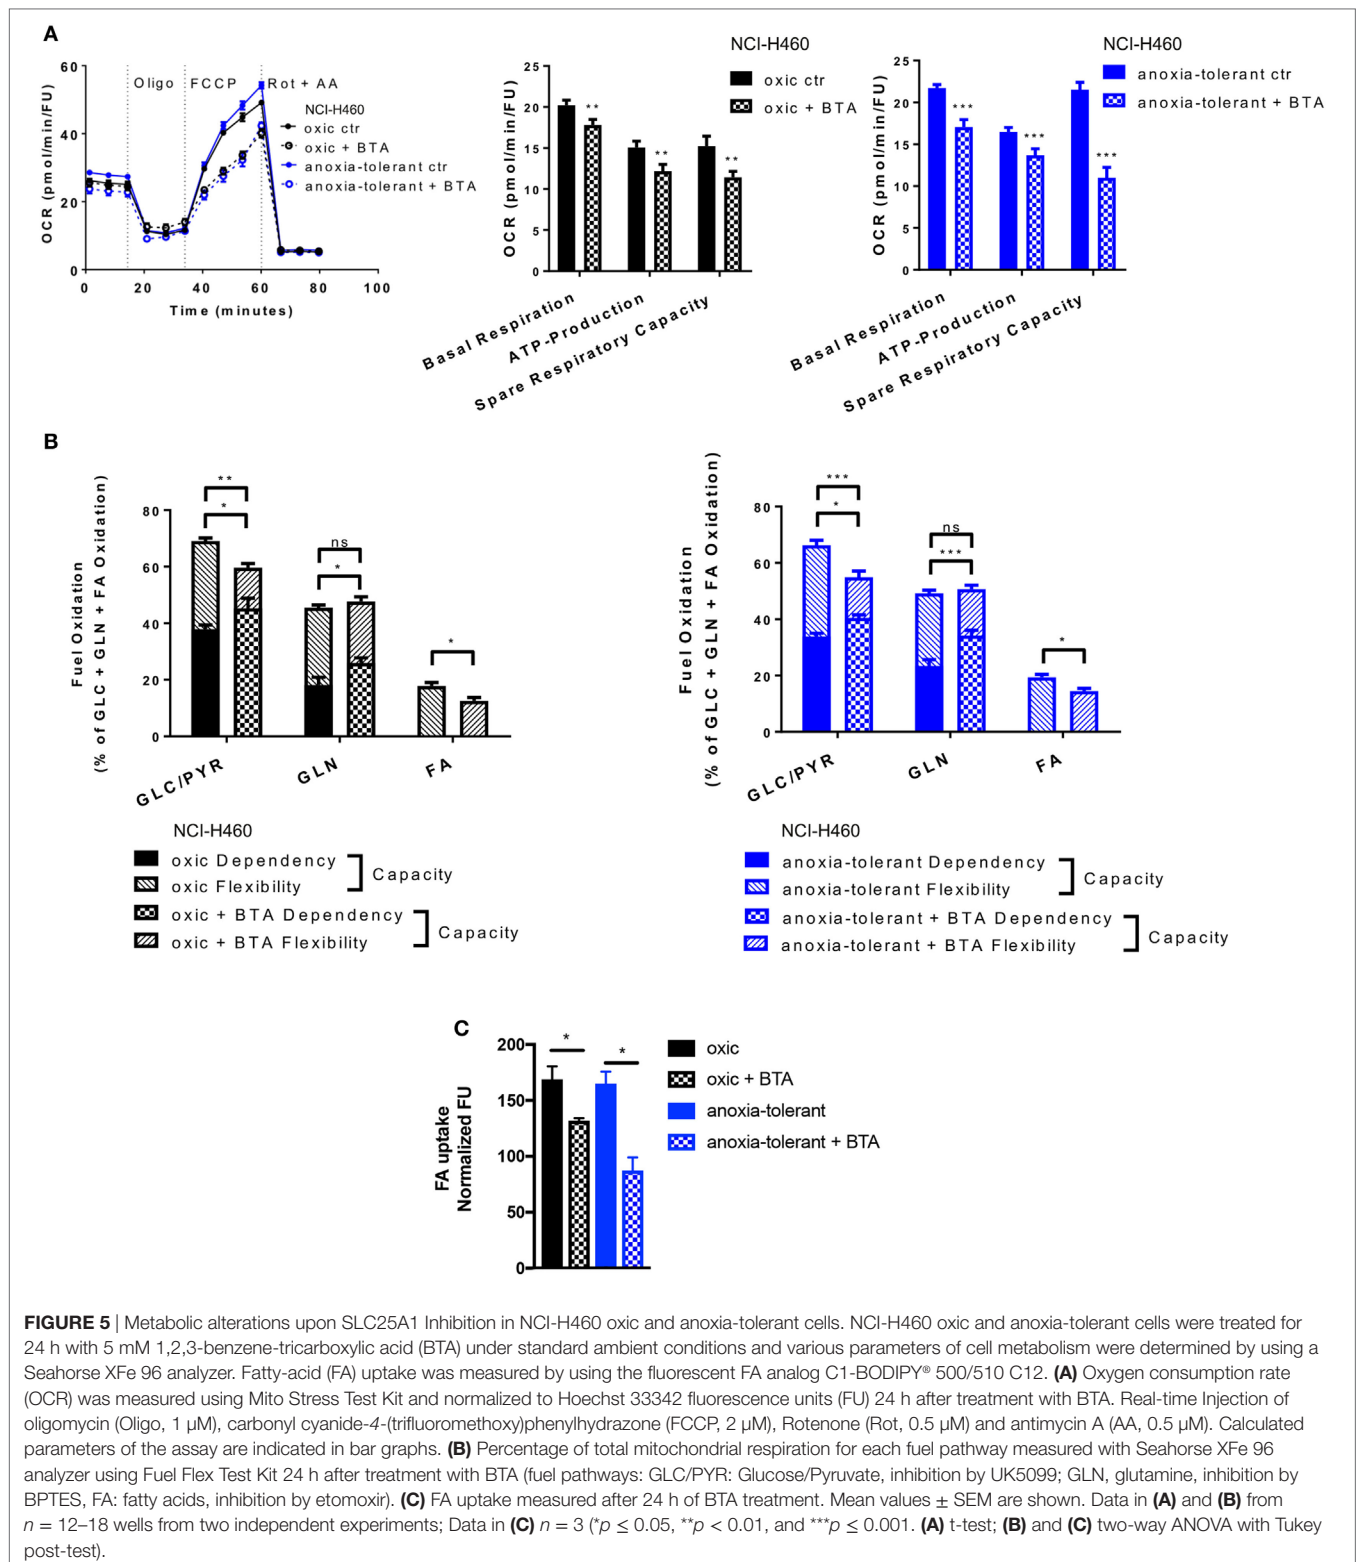 A
60
40
20
0
OCR (pmol/min/FU)
Oligo
FCCP
Rot + AA
NCI-H460
oxic ctr
oxic + BTA
anoxia-tolerant ctr
anoxia-tolerant + BTA
0 20 40 60 80 100
Time (minutes)
NCI-H460
oxic ctr
oxic + BTA
25
20
15
10
5
0
OCR (pmol/min/FU)
** ** **
Basal Respiration
ATP-Production
Spare Respiratory Capacity
NCI-H460
anoxia-tolerant ctr
anoxia-tolerant + BTA
25
20
15
10
5
0
OCR (pmol/min/FU)
*** *** ***
Basal Respiration
ATP-Production
Spare Respiratory Capacity
B
Fuel Oxidation
(% of GLC + GLN + FA Oxidation)
80
60
40
20
0
**
*
ns
*
*
GLC/PYR
GLN
FA
NCI-H460
oxic Dependency
oxic Flexibility
Capacity
oxic + BTA Dependency
oxic + BTA Flexibility
Capacity
Fuel Oxidation
(% of GLC + GLN + FA Oxidation)
80
60
40
20
0
***
*
ns
***
*
GLC/PYR
GLN
FA
NCI-H460
anoxia-tolerant Dependency
anoxia-tolerant Flexibility
Capacity
anoxia-tolerant + BTA Dependency
anoxia-tolerant + BTA Flexibility
Capacity
C
FA uptake
Normalized FU
200
150
100
50
0
* *
oxic
oxic + BTA
anoxia-tolerant
anoxia-tolerant + BTA
FIGURE 5 | Metabolic alterations upon SLC25A1 Inhibition in NCI-H460 oxic and anoxia-tolerant cells. NCI-H460 oxic and anoxia-tolerant cells were treated for
24 h with 5 mM 1,2,3-benzene-tricarboxylic acid (BTA) under standard ambient conditions and various parameters of cell metabolism were determined by using a
Seahorse XFe 96 analyzer. Fatty-acid (FA) uptake was measured by using the fluorescent FA analog C1-BODIPY® 500/510 C12. (A) Oxygen consumption rate
(OCR) was measured using Mito Stress Test Kit and normalized to Hoechst 33342 fluorescence units (FU) 24 h after treatment with BTA. Real-time Injection of
oligomycin (Oligo, 1 μM), carbonyl cyanide-4-(trifluoromethoxy)phenylhydrazone (FCCP, 2 μM), Rotenone (Rot, 0.5 μM) and antimycin A (AA, 0.5 μM). Calculated
parameters of the assay are indicated in bar graphs. (B) Percentage of total mitochondrial respiration for each fuel pathway measured with Seahorse XFe 96
analyzer using Fuel Flex Test Kit 24 h after treatment with BTA (fuel pathways: GLC/PYR: Glucose/Pyruvate, inhibition by UK5099; GLN, glutamine, inhibition by
BPTES, FA: fatty acids, inhibition by etomoxir). (C) FA uptake measured after 24 h of BTA treatment. Mean values ± SEM are shown. Data in (A) and (B) from
n = 12–18 wells from two independent experiments; Data in (C) n = 3 (*p ≤ 0.05, **p < 0.01, and ***p ≤ 0.001. (A) t-test; (B) and (C) two-way ANOVA with Tukey
post-test).